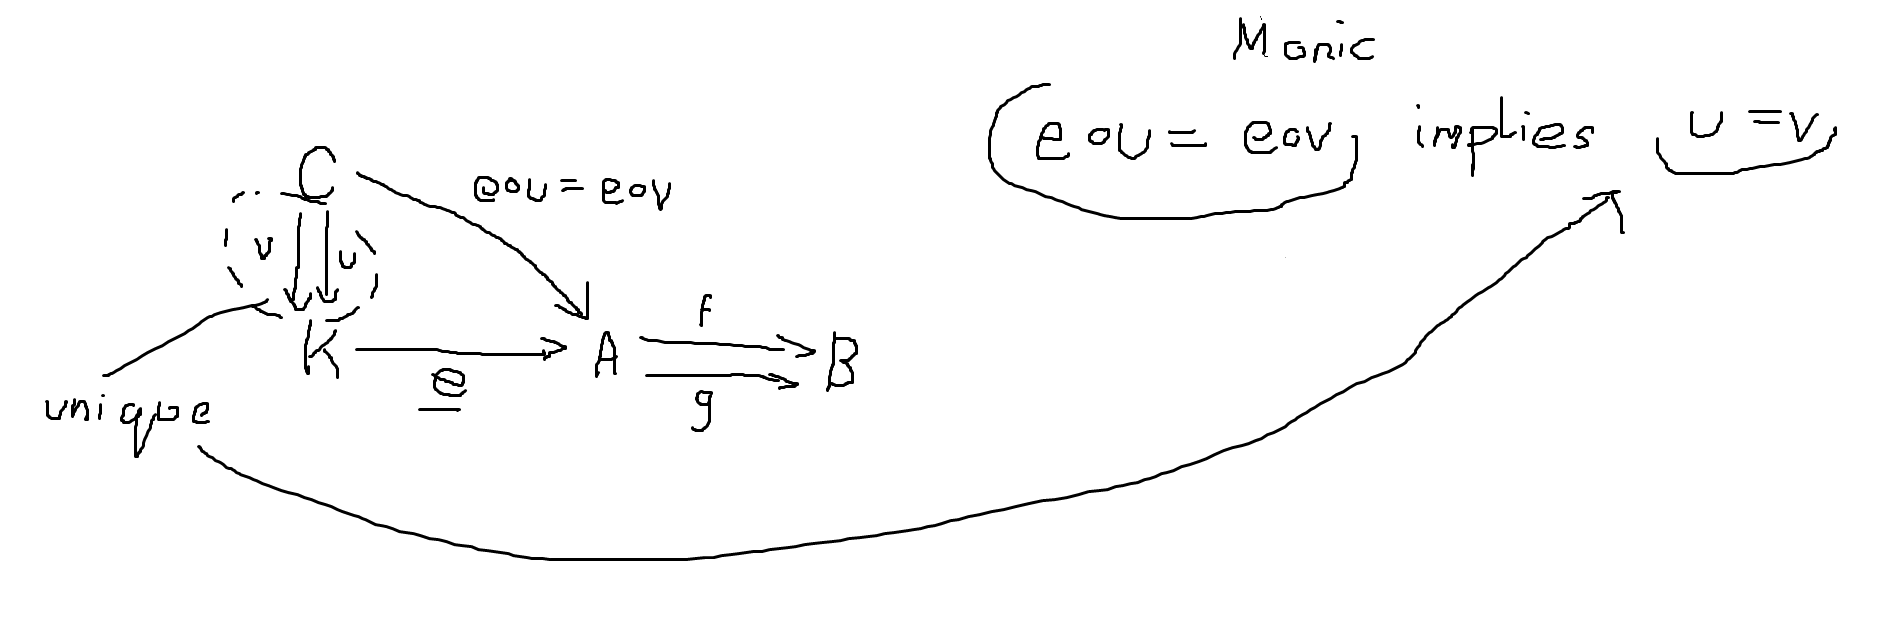 Monic
e o u = e o v implies u = v
C
e o u = e o v
v u
f
K A B
e
g
unique